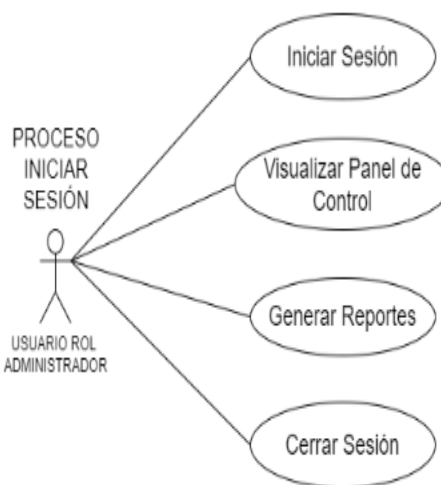 Iniciar Sesión
PROCESO
INICIAR
SESIÓN
Visualizar Panel de
Control
USUARIO ROL
ADMINISTRADOR
Generar Reportes
Cerrar Sesión